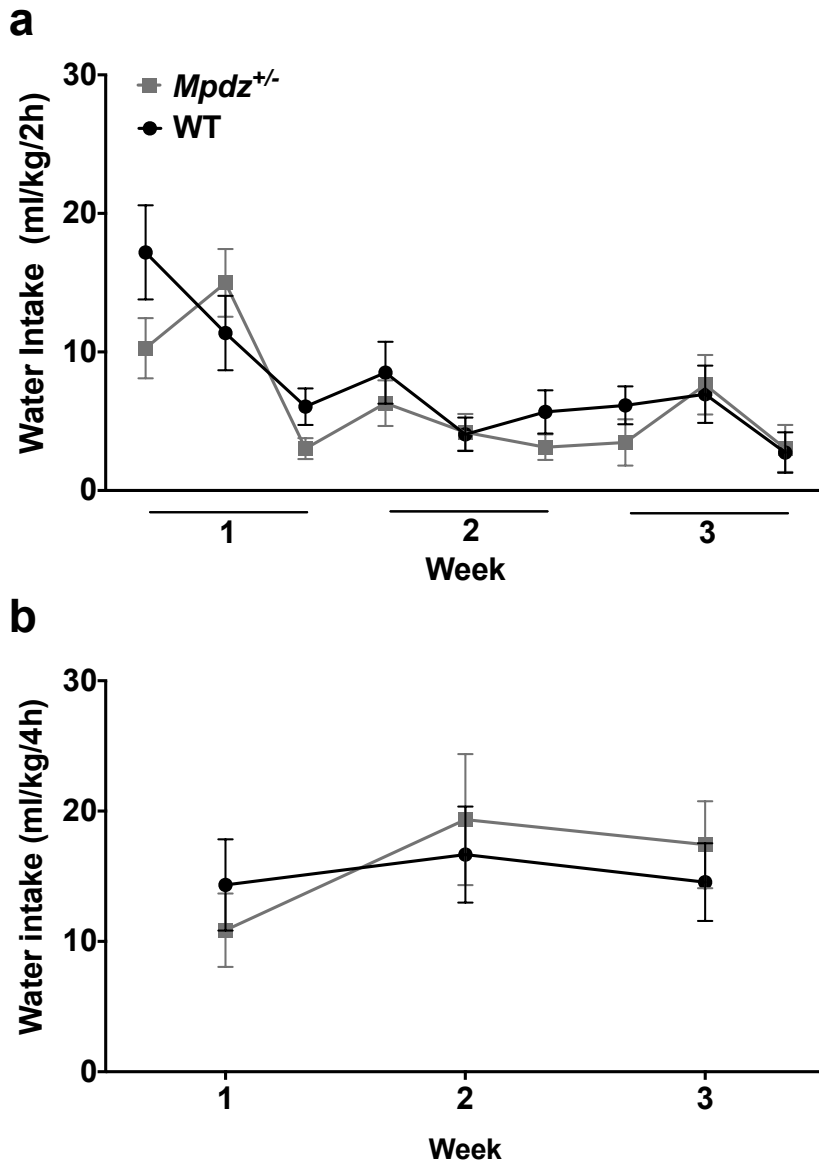 a
Water Intake (ml/kg/2h)
30
20
10
0
Mpdz+/-
WT
1
2
3
Week
b
Water intake (ml/kg/4h)
30
20
10
0
1
2
3
Week